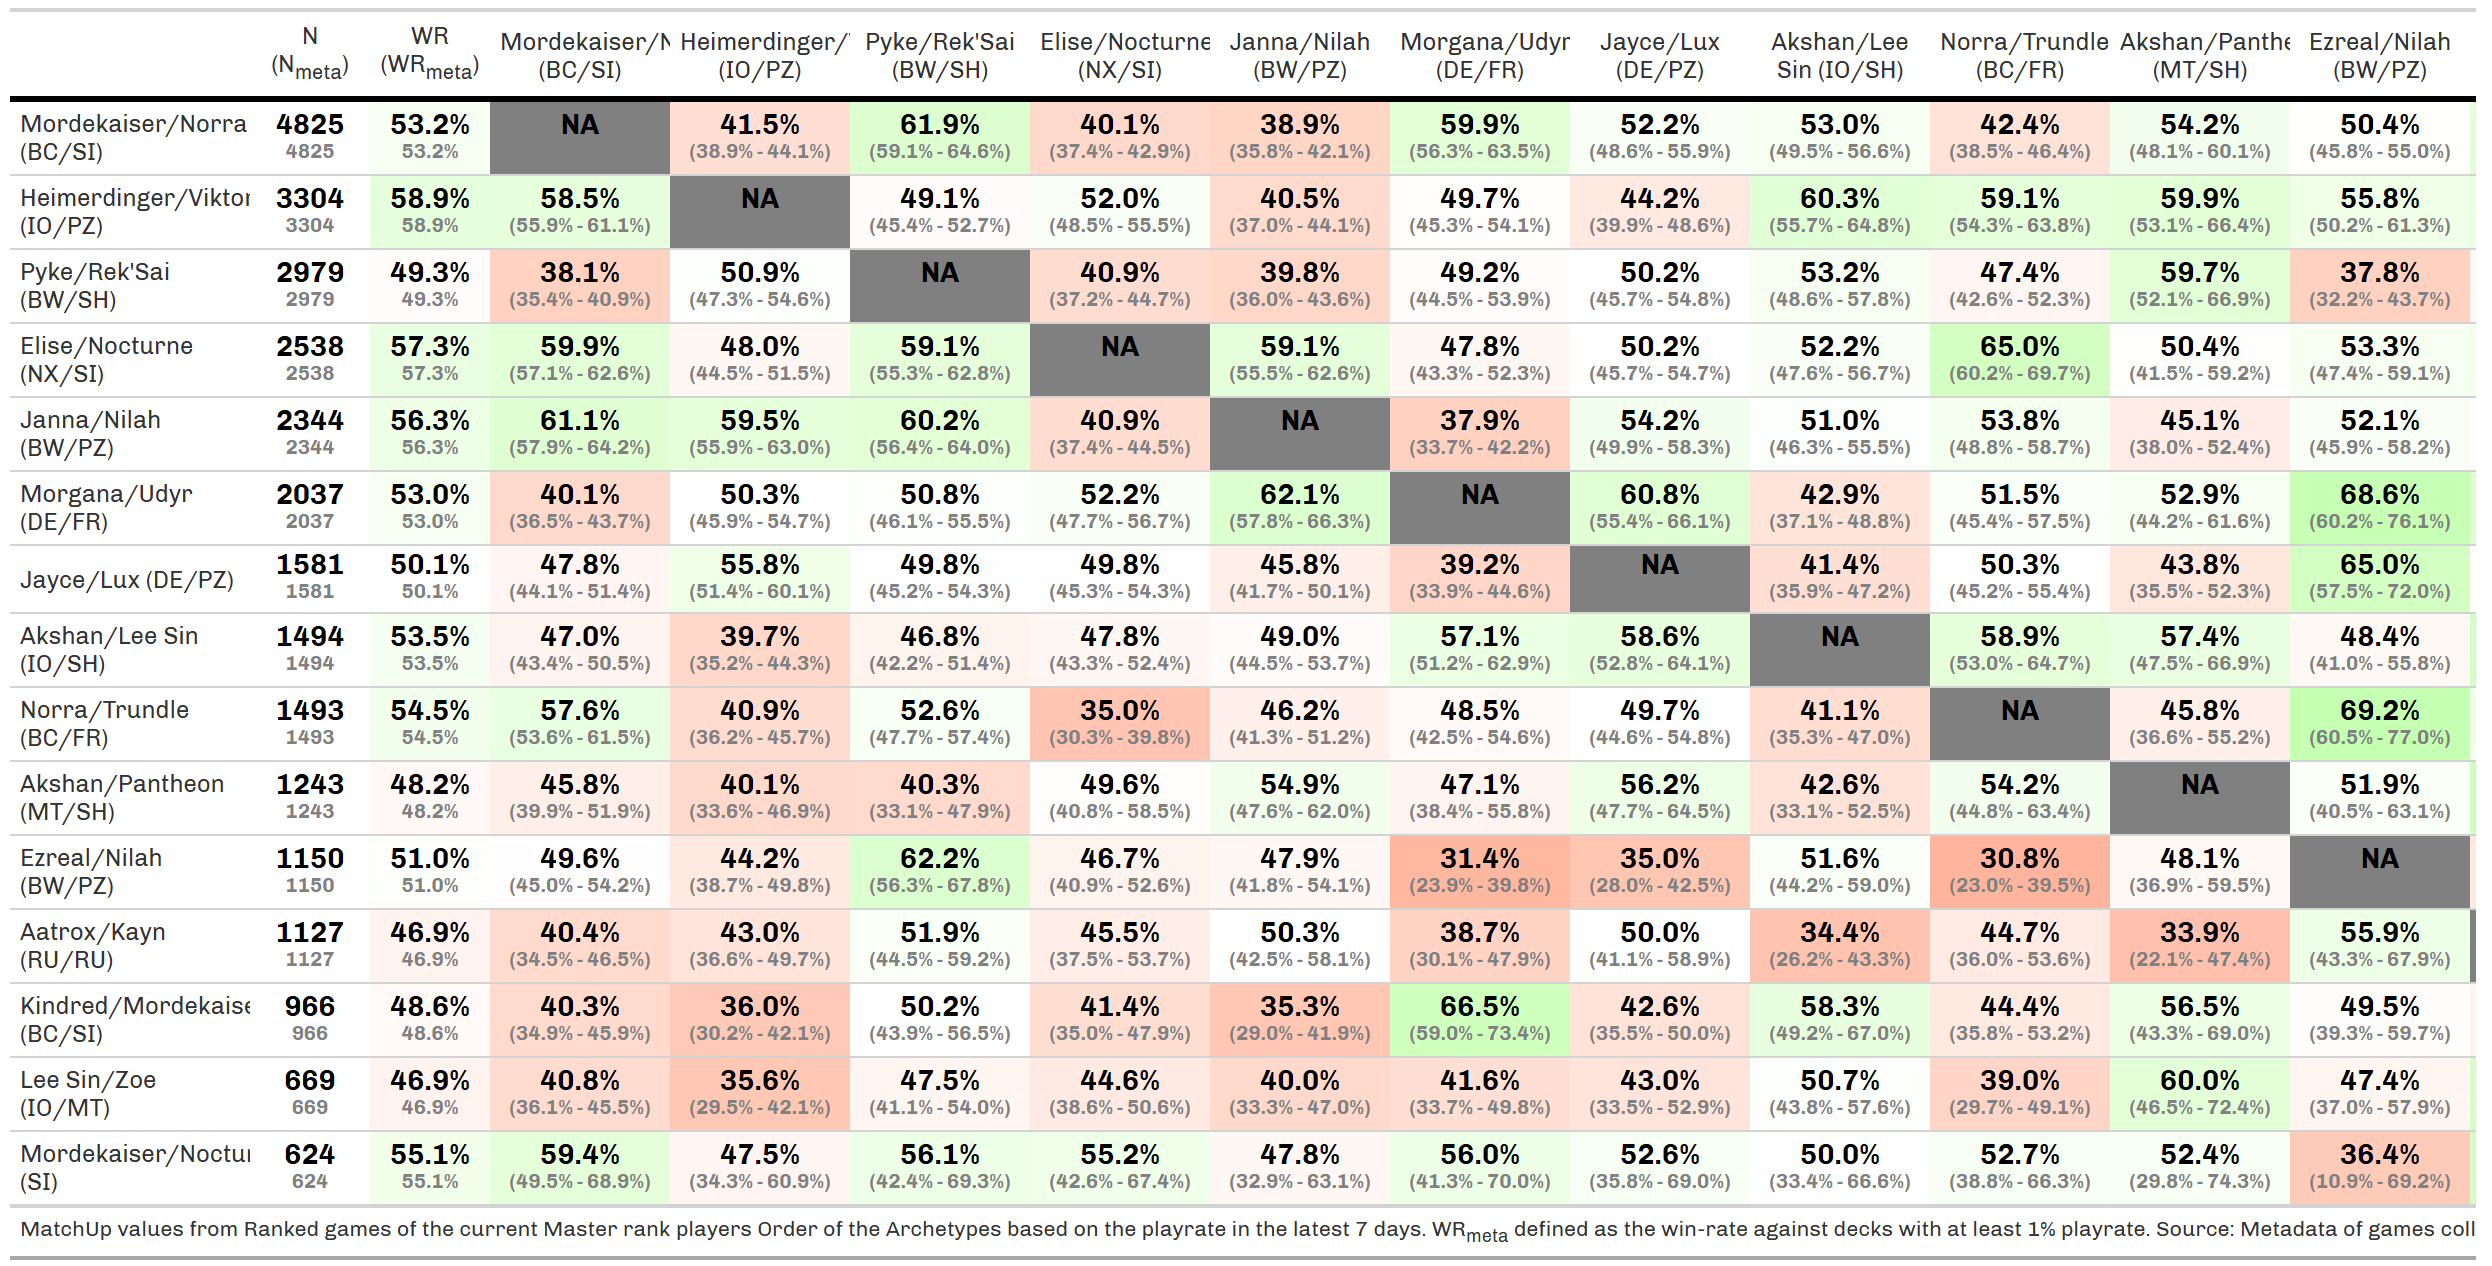 N WR Mordekaiser/N Heimerdinger/ Pyke/Rek'Sai Elise/Nocturne Janna/Nilah Morgana/Udyr Jayce/Lux Akshan/Lee Norra/Trundle Akshan/Panthe Ezreal/Nilah
(Nmeta) (WRmeta) (BC/SI) (IO/PZ) (BW/SH) (NX/SI) (BW/PZ) (DE/FR) (DE/PZ) Sin (IO/SH) (BC/FR) (MT/SH) (BW/PZ)
Mordekaiser/Norra 4825 53.2% NA 41.5% 61.9% 40.1% 38.9% 59.9% 52.2% 53.0% 42.4% 54.2% 50.4%
(BC/SI) 4825 53.2% (38.9% - 44.1%) (59.1% - 64.6%) (37.4% - 42.9%) (35.8% - 42.1%) (56.3% - 63.5%) (48.6% - 55.9%) (49.5% - 56.6%) (38.5% - 46.4%) (48.1% - 60.1%) (45.8% - 55.0%)
Heimerdinger/Viktor 3304 58.9% 58.5% NA 49.1% 52.0% 40.5% 49.7% 44.2% 60.3% 59.1% 59.9% 55.8%
(IO/PZ) 3304 58.9% (55.9% - 61.1%) (45.4% - 52.7%) (48.5% - 55.5%) (37.0% - 44.1%) (45.3% - 54.1%) (39.9% - 48.6%) (55.7% - 64.8%) (54.3% - 63.8%) (53.1% - 66.4%) (50.2% - 61.3%)
Pyke/Rek'Sai 2979 49.3% 38.1% 50.9% NA 40.9% 39.8% 49.2% 50.2% 53.2% 47.4% 59.7% 37.8%
(BW/SH) 2979 49.3% (35.4% - 40.9%) (47.3% - 54.6%) (37.2% - 44.7%) (36.0% - 43.6%) (44.5% - 53.9%) (45.7% - 54.8%) (48.6% - 57.8%) (42.6% - 52.3%) (52.1% - 66.9%) (32.2% - 43.7%)
Elise/Nocturne 2538 57.3% 59.9% 48.0% 59.1% NA 59.1% 47.8% 50.2% 52.2% 65.0% 50.4% 53.3%
(NX/SI) 2538 57.3% (57.1% - 62.6%) (44.5% - 51.5%) (55.3% - 62.8%) (55.5% - 62.6%) (43.3% - 52.3%) (45.7% - 54.7%) (47.6% - 56.7%) (60.2% - 69.7%) (41.5% - 59.2%) (47.4% - 59.1%)
Janna/Nilah 2344 56.3% 61.1% 59.5% 60.2% 40.9% NA 37.9% 54.2% 51.0% 53.8% 45.1% 52.1%
(BW/PZ) 2344 56.3% (57.9% - 64.2%) (55.9% - 63.0%) (56.4% - 64.0%) (37.4% - 44.5%) (33.7% - 42.2%) (49.9% - 58.3%) (46.3% - 55.5%) (48.8% - 58.7%) (38.0% - 52.4%) (45.9% - 58.2%)
Morgana/Udyr 2037 53.0% 40.1% 50.3% 50.8% 52.2% 62.1% NA 60.8% 42.9% 51.5% 52.9% 68.6%
(DE/FR) 2037 53.0% (36.5% - 43.7%) (45.9% - 54.7%) (46.1% - 55.5%) (47.7% - 56.7%) (57.8% - 66.3%) (55.4% - 66.1%) (37.1% - 48.8%) (45.4% - 57.5%) (44.2% - 61.6%) (60.2% - 76.1%)
Jayce/Lux (DE/PZ) 1581 50.1% 47.8% 55.8% 49.8% 49.8% 45.8% 39.2% NA 41.4% 50.3% 43.8% 65.0%
1581 50.1% (44.1% - 51.4%) (51.4% - 60.1%) (45.2% - 54.3%) (45.3% - 54.3%) (41.7% - 50.1%) (33.9% - 44.6%) (35.9% - 47.2%) (45.2% - 55.4%) (35.5% - 52.3%) (57.5% - 72.0%)
Akshan/Lee Sin 1494 53.5% 47.0% 39.7% 46.8% 47.8% 49.0% 57.1% 58.6% NA 58.9% 57.4% 48.4%
(IO/SH) 1494 53.5% (43.4% - 50.5%) (35.2% - 44.3%) (42.2% - 51.4%) (43.3% - 52.4%) (44.5% - 53.7%) (51.2% - 62.9%) (52.8% - 64.1%) (53.0% - 64.7%) (47.5% - 66.9%) (41.0% - 55.8%)
Norra/Trundle 1493 54.5% 57.6% 40.9% 52.6% 35.0% 46.2% 48.5% 49.7% 41.1% NA 45.8% 69.2%
(BC/FR) 1493 54.5% (53.6% - 61.5%) (36.2% - 45.7%) (47.7% - 57.4%) (30.3% - 39.8%) (41.3% - 51.2%) (42.5% - 54.6%) (44.6% - 54.8%) (35.3% - 47.0%) (36.6% - 55.2%) (60.5% - 77.0%)
Akshan/Pantheon 1243 48.2% 45.8% 40.1% 40.3% 49.6% 54.9% 47.1% 56.2% 42.6% 54.2% NA 51.9%
(MT/SH) 1243 48.2% (39.9% - 51.9%) (33.6% - 46.9%) (33.1% - 47.9%) (40.8% - 58.5%) (47.6% - 62.0%) (38.4% - 55.8%) (47.7% - 64.5%) (33.1% - 52.5%) (44.8% - 63.4%) (40.5% - 63.1%)
Ezreal/Nilah 1150 51.0% 49.6% 44.2% 62.2% 46.7% 47.9% 31.4% 35.0% 51.6% 30.8% 48.1% NA
(BW/PZ) 1150 51.0% (45.0% - 54.2%) (38.7% - 49.8%) (56.3% - 67.8%) (40.9% - 52.6%) (41.8% - 54.1%) (23.9% - 39.8%) (28.0% - 42.5%) (44.2% - 59.0%) (23.0% - 39.5%) (36.9% - 59.5%)
Aatrox/Kayn 1127 46.9% 40.4% 43.0% 51.9% 45.5% 50.3% 38.7% 50.0% 34.4% 44.7% 33.9% 55.9%
(RU/RU) 1127 46.9% (34.5% - 46.5%) (36.6% - 49.7%) (44.5% - 59.2%) (37.5% - 53.7%) (42.5% - 58.1%) (30.1% - 47.9%) (41.1% - 58.9%) (26.2% - 43.3%) (36.0% - 53.6%) (22.1% - 47.4%) (43.3% - 67.9%)
Kindred/Mordekaise 966 48.6% 40.3% 36.0% 50.2% 41.4% 35.3% 66.5% 42.6% 58.3% 44.4% 56.5% 49.5%
(BC/SI) 966 48.6% (34.9% - 45.9%) (30.2% - 42.1%) (43.9% - 56.5%) (35.0% - 47.9%) (29.0% - 41.9%) (59.0% - 73.4%) (35.5% - 50.0%) (49.2% - 67.0%) (35.8% - 53.2%) (43.3% - 69.0%) (39.3% - 59.7%)
Lee Sin/Zoe 669 46.9% 40.8% 35.6% 47.5% 44.6% 40.0% 41.6% 43.0% 50.7% 39.0% 60.0% 47.4%
(IO/MT) 669 46.9% (36.1% - 45.5%) (29.5% - 42.1%) (41.1% - 54.0%) (38.6% - 50.6%) (33.3% - 47.0%) (33.7% - 49.8%) (33.5% - 52.9%) (43.8% - 57.6%) (29.7% - 49.1%) (46.5% - 72.4%) (37.0% - 57.9%)
Mordekaiser/Noctur 624 55.1% 59.4% 47.5% 56.1% 55.2% 47.8% 56.0% 52.6% 50.0% 52.7% 52.4% 36.4%
(SI) 624 55.1% (49.5% - 68.9%) (34.3% - 60.9%) (42.4% - 69.3%) (42.6% - 67.4%) (32.9% - 63.1%) (41.3% - 70.0%) (35.8% - 69.0%) (33.4% - 66.6%) (38.8% - 66.3%) (29.8% - 74.3%) (10.9% - 69.2%)
MatchUp values from Ranked games of the current Master rank players Order of the Archetypes based on the playrate in the latest 7 days. WRmeta defined as the win-rate against decks with at least 1% playrate. Source: Metadata of games coll